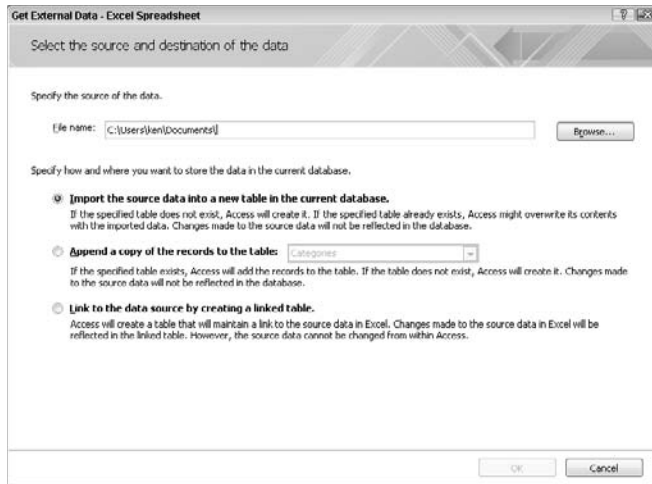 Get External Data - Excel Spreadsheet
Select the source and destination of the data
Specify the source of the data.
File name: C:\Users\ken\Documents\ Browse...
Specify how and where you want to store the data in the current database.
Import the source data into a new table in the current database.
If the specified table does not exist, Access will create it. If the specified table already exists, Access might overwrite its contents
with the imported data. Changes made to the source data will not be reflected in the database.
Append a copy of the records to the table: Categories
If the specified table exists, Access will add the records to the table. If the table does not exist, Access will create it. Changes made
to the source data will not be reflected in the database.
Link to the data source by creating a linked table.
Access will create a table that will maintain a link to the source data in Excel. Changes made to the source data in Excel will be
reflected in the linked table. However, the source data cannot be changed from within Access.
OK Cancel